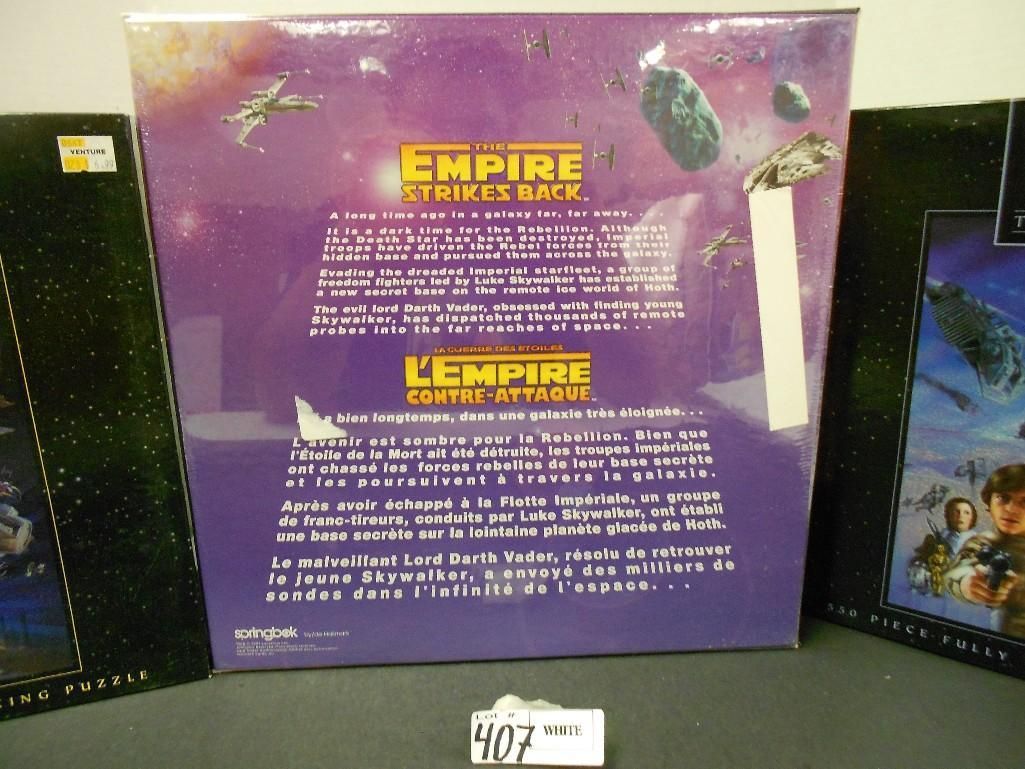 VENTURE
6.99
THE
EMPIRE
STRIKES BACK
A long time ago in a galaxy far, far away. . . .
It is a dark time for the Rebellion. Although
the Death Star has been destroyed, Imperial
troops have driven the Rebel forces from their
hidden base and pursued them across the galaxy.
Evading the dreaded Imperial starfleet, a group of
freedom fighters led by Luke Skywalker has established
a new secret base on the remote ice world of Hoth.
The evil lord Darth Vader, obsessed with finding young
Skywalker, has dispatched thousands of remote
probes into the far reaches of space. . .
LA GUERRE DES ETOILES
L'EMPIRE
CONTRE-ATTAQUE
a bien longtemps, dans une galaxie très éloignée. . .
L'avenir est sombre pour la Rebellion. Bien que
l'Étoile de la Mort ait été détruite, les troupes impériales
ont chassé les forces rebelles de leur base secrète
et les poursuivent à travers la galaxie.
Après avoir échappé à la Flotte Impériale, un groupe
de franc-tireurs, conduits par Luke Skywalker, ont établi
une base secrète sur la lointaine planète glacée de Hoth.
Le malveillant Lord Darth Vader, résolu de retrouver
le jeune Skywalker, a envoyé des milliers de
sondes dans l'infinité de l'espace. . .
springbok by/de Hallmark
KING PUZZLE
550 PIECE FULLY
LOT #
407 WHITE